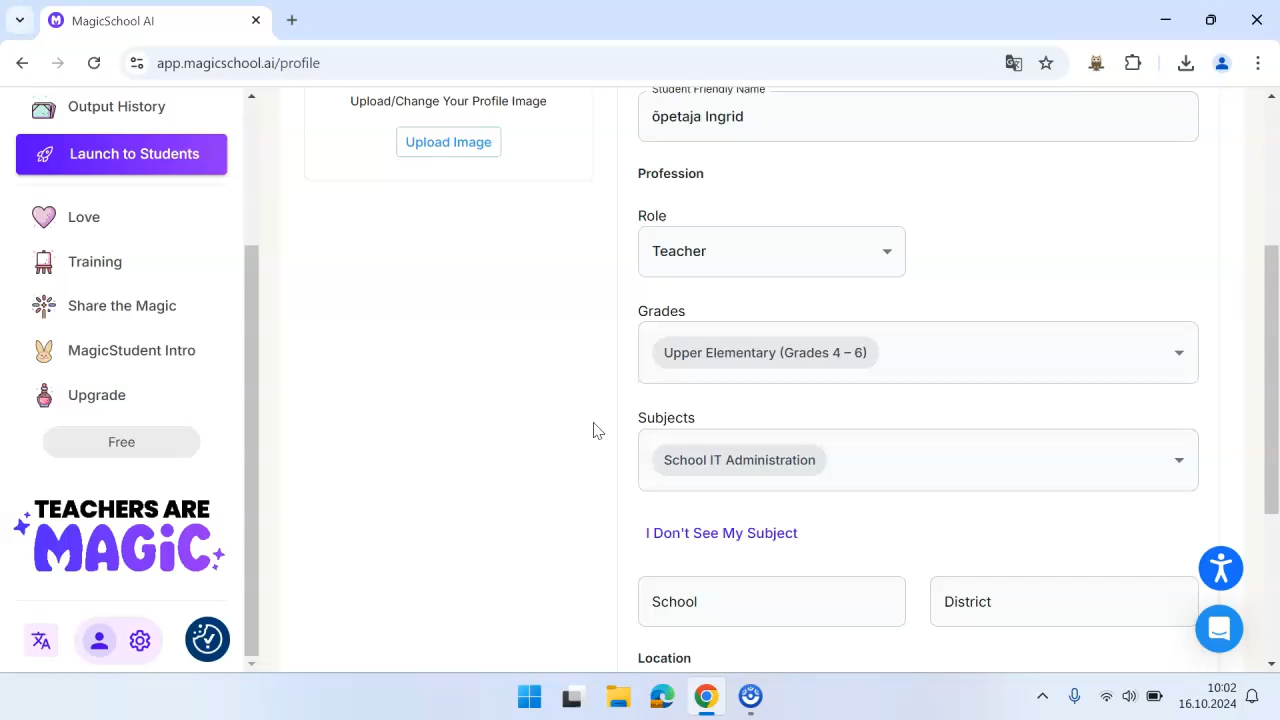 MagicSchool AI
app.magicschool.ai/profile
Output History
Launch to Students
Love
Training
Share the Magic
MagicStudent Intro
Upgrade
Free
TEACHERS ARE
MAGiC
Upload/Change Your Profile Image
Upload Image
Student Friendly Name
õpetaja Ingrid
Profession
Role
Teacher
Grades
Upper Elementary (Grades 4 – 6)
Subjects
School IT Administration
I Don't See My Subject
School
District
Location
10:02
16.10.2024